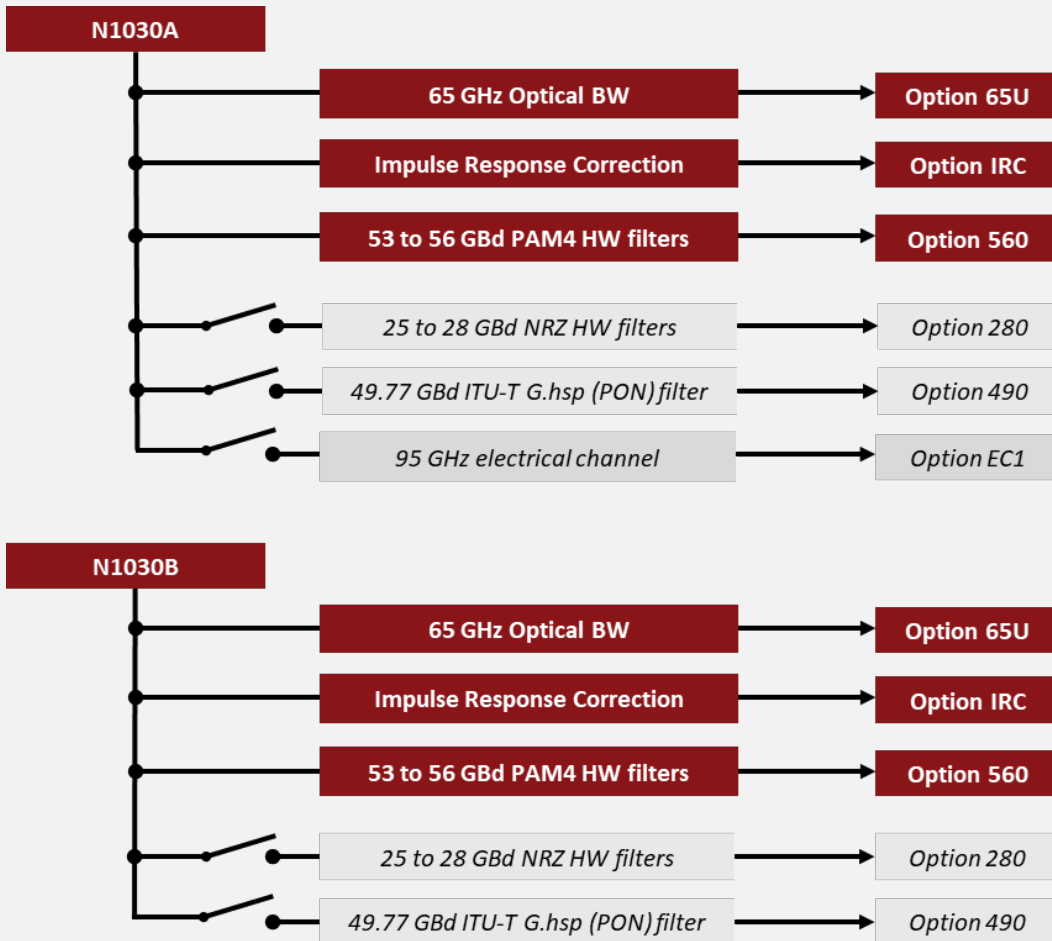 N1030A
65 GHz Optical BW
Option 65U
Impulse Response Correction
Option IRC
53 to 56 GBd PAM4 HW filters
Option 560
25 to 28 GBd NRZ HW filters
Option 280
49.77 GBd ITU-T G.hsp (PON) filter
Option 490
95 GHz electrical channel
Option EC1
N1030B
65 GHz Optical BW
Option 65U
Impulse Response Correction
Option IRC
53 to 56 GBd PAM4 HW filters
Option 560
25 to 28 GBd NRZ HW filters
Option 280
49.77 GBd ITU-T G.hsp (PON) filter
Option 490